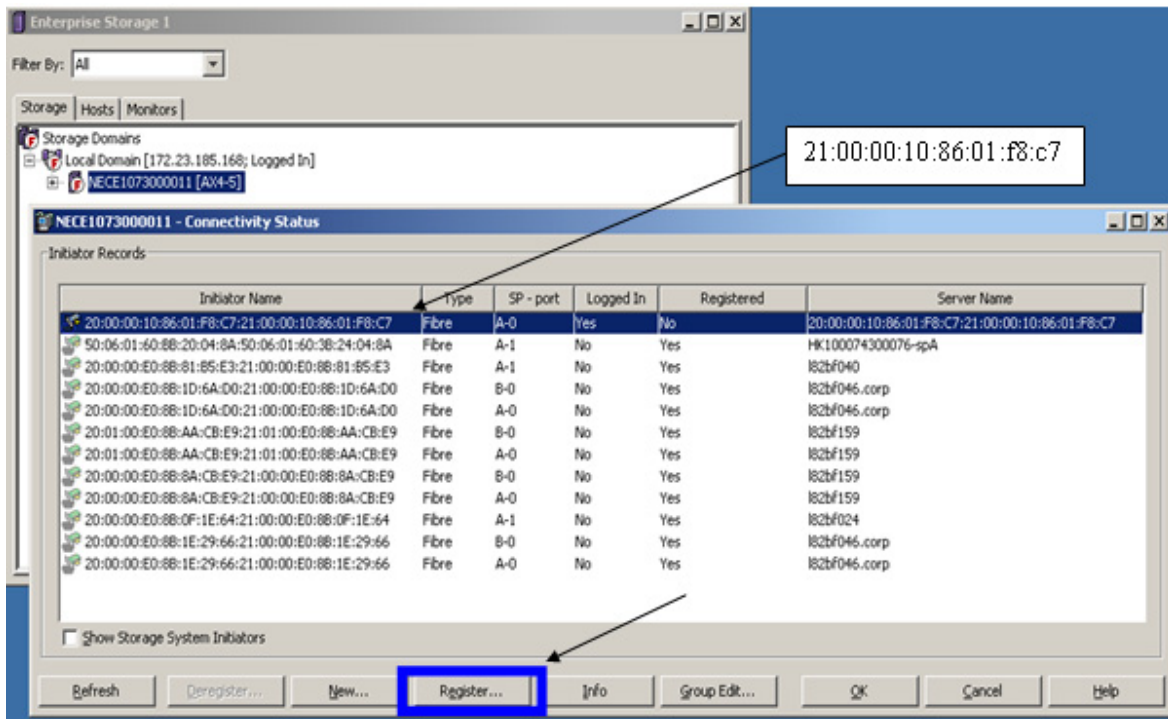 Enterprise Storage 1
Filter By: All
Storage Hosts Monitors
Storage Domains
Local Domain [172.23.185.168; Logged In]
NECE1073000011 [AX4-5]
21:00:00:10:86:01:f8:c7
NECE1073000011 - Connectivity Status
Initiator Records
Initiator Name Type SP - port Logged In Registered Server Name
20:00:00:10:86:01:F8:C7:21:00:00:10:86:01:F8:C7 Fibre A-0 Yes No 20:00:00:10:86:01:F8:C7:21:00:00:10:86:01:F8:C7
50:06:01:60:BB:20:04:8A:50:06:01:60:3B:24:04:8A Fibre A-1 No Yes HK100074300076-spA
20:00:00:E0:8B:81:B5:E3:21:00:00:E0:8B:81:B5:E3 Fibre A-1 No Yes l82bf040
20:00:00:E0:8B:1D:6A:D0:21:00:00:E0:8B:1D:6A:D0 Fibre B-0 No Yes l82bf046.corp
20:00:00:E0:8B:1D:6A:D0:21:00:00:E0:8B:1D:6A:D0 Fibre A-0 No Yes l82bf046.corp
20:01:00:E0:8B:AA:CB:E9:21:01:00:E0:8B:AA:CB:E9 Fibre B-0 No Yes l82bf159
20:01:00:E0:8B:AA:CB:E9:21:01:00:E0:8B:AA:CB:E9 Fibre A-0 No Yes l82bf159
20:00:00:E0:8B:8A:CB:E9:21:00:00:E0:8B:8A:CB:E9 Fibre B-0 No Yes l82bf159
20:00:00:E0:8B:8A:CB:E9:21:00:00:E0:8B:8A:CB:E9 Fibre A-0 No Yes l82bf159
20:00:00:E0:8B:0F:1E:64:21:00:00:E0:8B:0F:1E:64 Fibre A-1 No Yes l82bf024
20:00:00:E0:8B:1E:29:66:21:00:00:E0:8B:1E:29:66 Fibre B-0 No Yes l82bf046.corp
20:00:00:E0:8B:1E:29:66:21:00:00:E0:8B:1E:29:66 Fibre A-0 No Yes l82bf046.corp
Show Storage System Initiators
Refresh Deregister... New... Register... Info Group Edit... OK Cancel Help